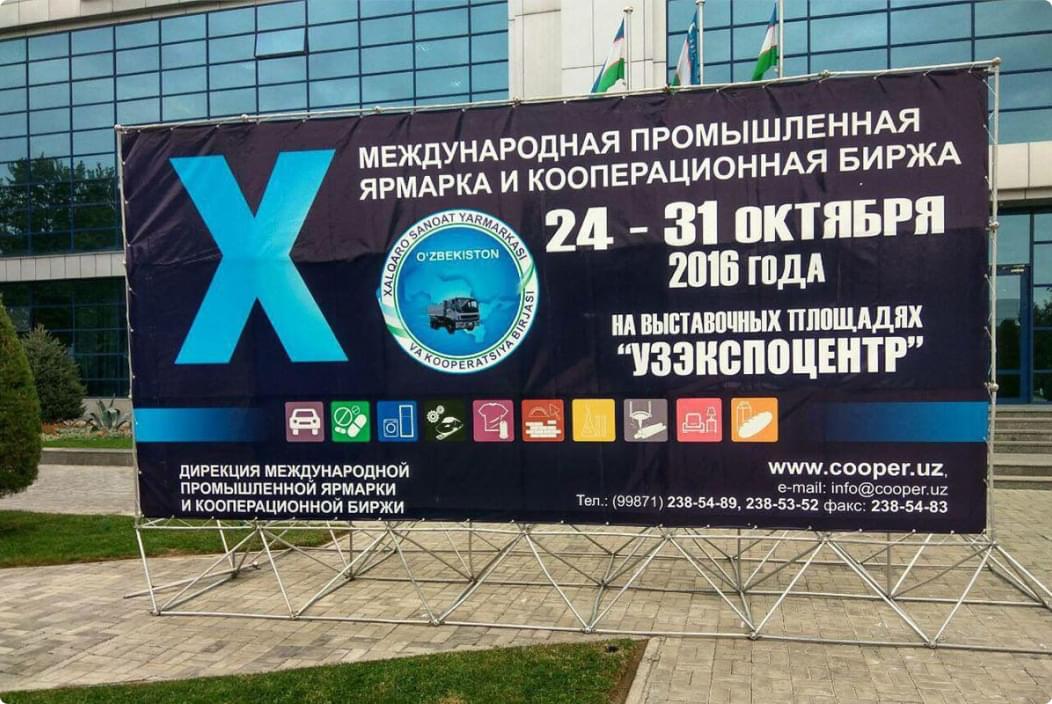 X
МЕЖДУНАРОДНАЯ ПРОМЫШЛЕННАЯ
ЯРМАРКА И КООПЕРАЦИОННАЯ БИРЖА
24 - 31 ОКТЯБРЯ
2016 ГОДА
XALQARO SANOAT YARMARKASI
O'ZBEKISTON
VA KOOPERATSIYA BIRJASI
НА ВЫСТАВОЧНЫХ ПЛОЩАДЯХ
“УЗЭКСПОЦЕНТР”
ДИРЕКЦИЯ МЕЖДУНАРОДНОЙ
ПРОМЫШЛЕННОЙ ЯРМАРКИ
И КООПЕРАЦИОННОЙ БИРЖИ
www.cooper.uz,
e-mail: info@cooper.uz
Тел.: (99871) 238-54-89, 238-53-52 факс: 238-54-83